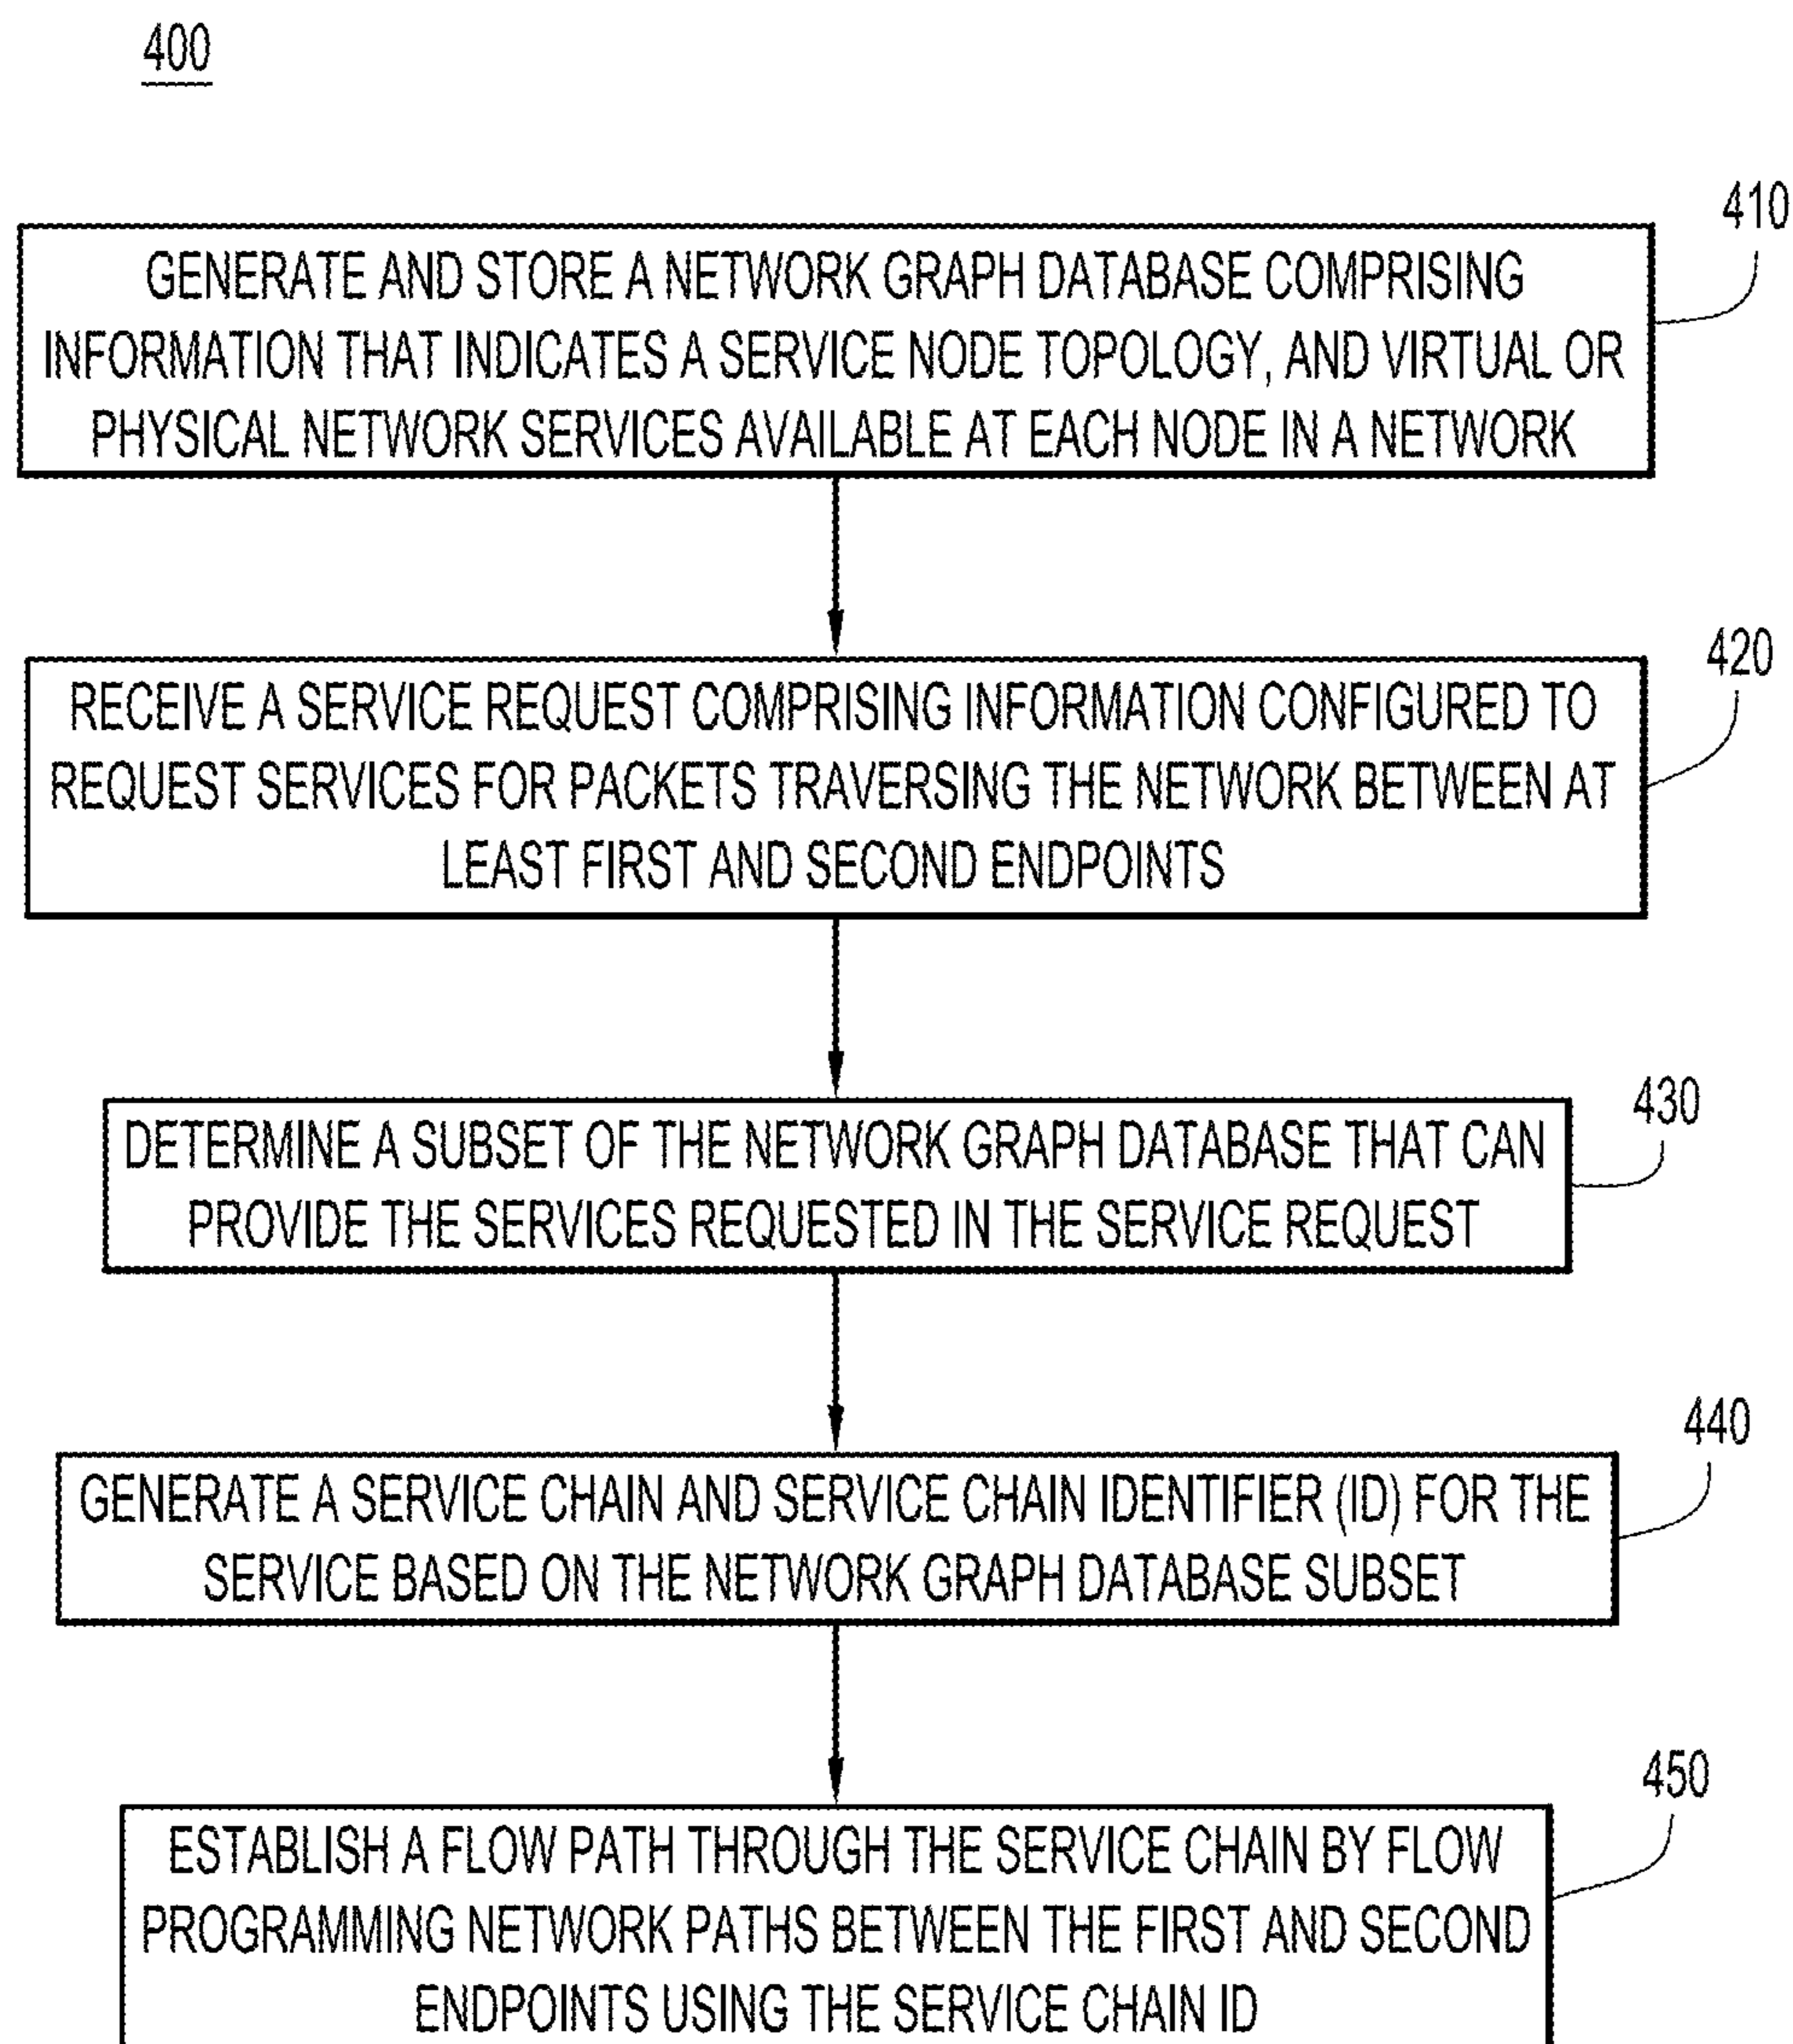 400
410
GENERATE AND STORE A NETWORK GRAPH DATABASE COMPRISING
INFORMATION THAT INDICATES A SERVICE NODE TOPOLOGY, AND VIRTUAL OR
PHYSICAL NETWORK SERVICES AVAILABLE AT EACH NODE IN A NETWORK
420
RECEIVE A SERVICE REQUEST COMPRISING INFORMATION CONFIGURED TO
REQUEST SERVICES FOR PACKETS TRAVERSING THE NETWORK BETWEEN AT
LEAST FIRST AND SECOND ENDPOINTS
430
DETERMINE A SUBSET OF THE NETWORK GRAPH DATABASE THAT CAN
PROVIDE THE SERVICES REQUESTED IN THE SERVICE REQUEST
440
GENERATE A SERVICE CHAIN AND SERVICE CHAIN IDENTIFIER (ID) FOR THE
SERVICE BASED ON THE NETWORK GRAPH DATABASE SUBSET
450
ESTABLISH A FLOW PATH THROUGH THE SERVICE CHAIN BY FLOW
PROGRAMMING NETWORK PATHS BETWEEN THE FIRST AND SECOND
ENDPOINTS USING THE SERVICE CHAIN ID